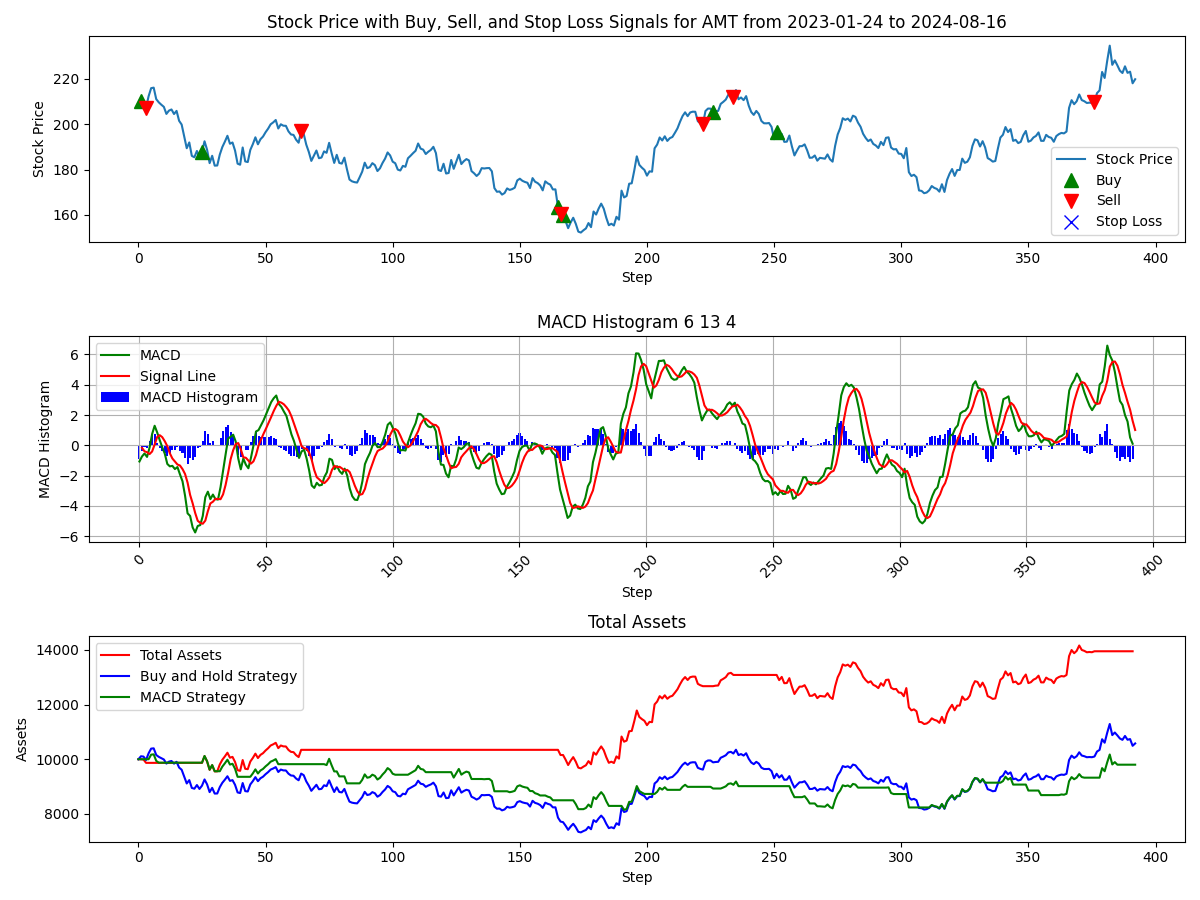 Stock Price with Buy, Sell, and Stop Loss Signals for AMT from 2023-01-24 to 2024-08-16
Stock Price
220
200
180
160
Stock Price
Buy
Sell
Stop Loss
0 50 100 150 200 250 300 350 400
Step
MACD Histogram 6 13 4
MACD Histogram
6
4
2
0
−2
−4
−6
MACD
Signal Line
MACD Histogram
0 50 100 150 200 250 300 350 400
Step
Total Assets
Assets
14000
12000
10000
8000
Total Assets
Buy and Hold Strategy
MACD Strategy
0 50 100 150 200 250 300 350 400
Step